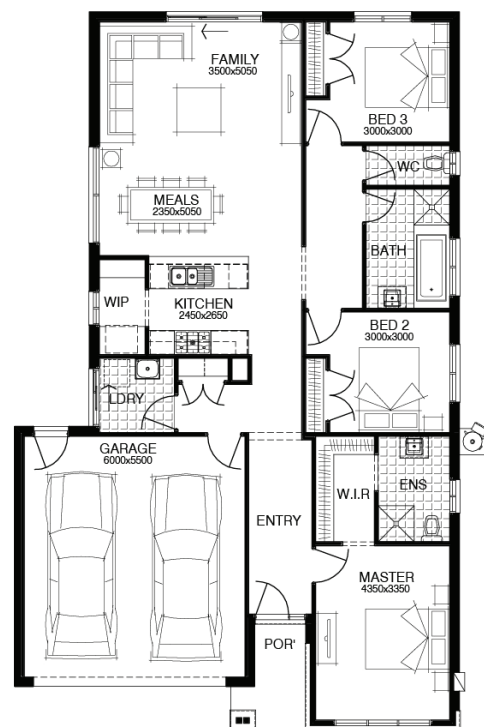 FAMILY
3500x5050
BED 3
3000x3000
WC
MEALS
2350x5050
BATH
WIP
KITCHEN
2450x2650
BED 2
3000x3000
LDRY
GARAGE
6000x5500
W.I.R
ENS
ENTRY
MASTER
4350x3350
POR'